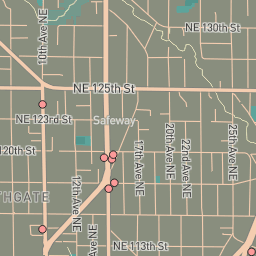 NE 130th St
10th Ave NE
NE 125th St
NE 123rd St
Safeway
120th St
17th Ave NE
20th Ave NE
22nd Ave NE
25th Ave NE
12th Ave NE
THGATE
NE 113th St